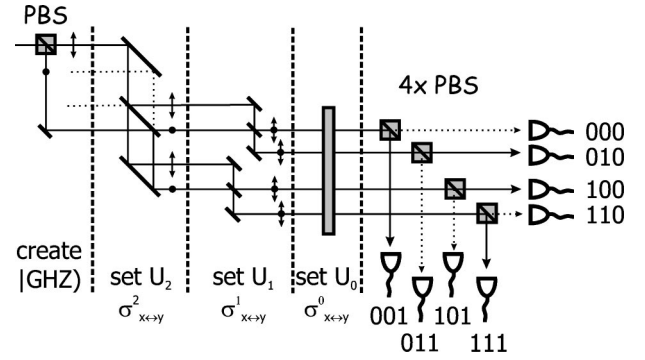 PBS
4x PBS
000
010
100
110
create
|GHZ)
set U₂
σ²ₓ↔ᵧ
set U₁
σ¹ₓ↔ᵧ
set U₀
σ⁰ₓ↔ᵧ
001
011
101
111